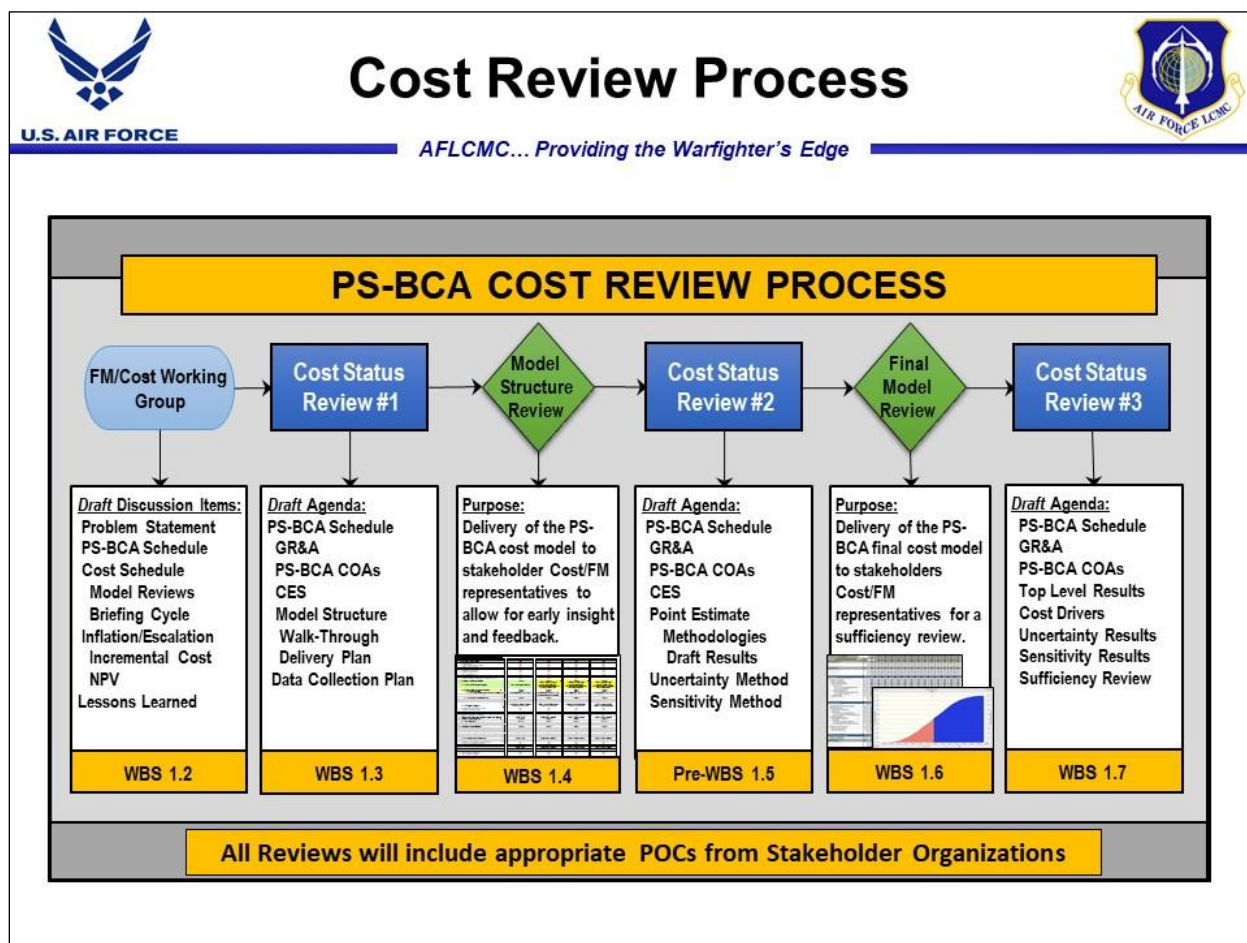 Cost Review Process
U.S. AIR FORCE
AIR FORCE LCMC
AFLCMC... Providing the Warfighter's Edge
PS-BCA COST REVIEW PROCESS
FM/Cost Working
Group
Cost Status
Review #1
Model
Structure
Review
Cost Status
Review #2
Final
Model
Review
Cost Status
Review #3
Draft Discussion Items:
Problem Statement
PS-BCA Schedule
Cost Schedule
Model Reviews
Briefing Cycle
Inflation/Escalation
Incremental Cost
NPV
Lessons Learned
WBS 1.2
Draft Agenda:
PS-BCA Schedule
GR&A
PS-BCA COAs
CES
Model Structure
Walk-Through
Delivery Plan
Data Collection Plan
WBS 1.3
Purpose:
Delivery of the PS-
BCA cost model to
stakeholder Cost/FM
representatives to
allow for early insight
and feedback.
WBS 1.4
Draft Agenda:
PS-BCA Schedule
GR&A
PS-BCA COAs
CES
Point Estimate
Methodologies
Draft Results
Uncertainty Method
Sensitivity Method
Pre-WBS 1.5
Purpose:
Delivery of the PS-
BCA final cost model
to stakeholders
Cost/FM
representatives for a
sufficiency review.
WBS 1.6
Draft Agenda:
PS-BCA Schedule
GR&A
PS-BCA COAs
Top Level Results
Cost Drivers
Uncertainty Results
Sensitivity Results
Sufficiency Review
WBS 1.7
All Reviews will include appropriate POCs from Stakeholder Organizations